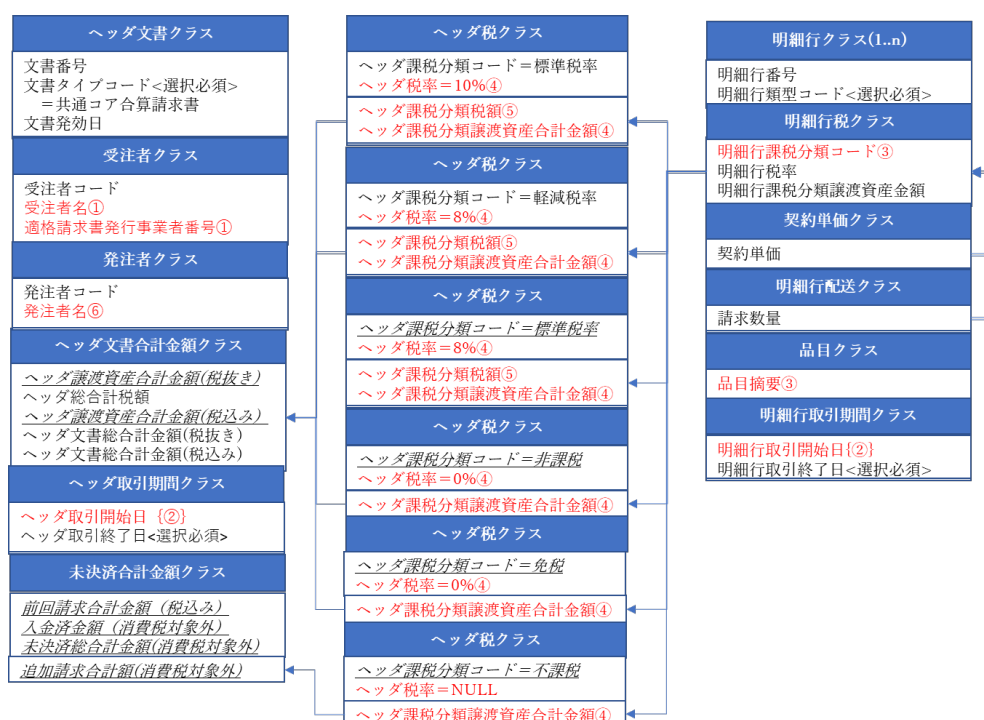 ヘッダ文書クラス
文書番号
文書タイプコード<選択必須>
＝共通コア合算請求書
文書発効日
受注者クラス
受注者コード
受注者名①
適格請求書発行事業者番号①
発注者クラス
発注者コード
発注者名⑥
ヘッダ文書合計金額クラス
ヘッダ譲渡資産合計金額(税抜き)
ヘッダ総合計税額
ヘッダ譲渡資産合計金額(税込み)
ヘッダ文書総合計金額(税抜き)
ヘッダ文書総合計金額(税込み)
ヘッダ取引期間クラス
ヘッダ取引開始日｛②｝
ヘッダ取引終了日<選択必須>
未決済合計金額クラス
前回請求合計金額（税込み）
入金済金額（消費税対象外）
未決済総合計金額(消費税対象外)
追加請求合計額(消費税対象外)
ヘッダ税クラス
ヘッダ課税分類コード＝標準税率
ヘッダ税率＝10%④
ヘッダ課税分類税額⑤
ヘッダ課税分類譲渡資産合計金額④
ヘッダ税クラス
ヘッダ課税分類コード＝軽減税率
ヘッダ税率＝8%④
ヘッダ課税分類税額⑤
ヘッダ課税分類譲渡資産合計金額④
ヘッダ税クラス
ヘッダ課税分類コード＝標準税率
ヘッダ税率＝8%④
ヘッダ課税分類税額⑤
ヘッダ課税分類譲渡資産合計金額④
ヘッダ税クラス
ヘッダ課税分類コード＝非課税
ヘッダ税率＝0%④
ヘッダ課税分類譲渡資産合計金額④
ヘッダ税クラス
ヘッダ課税分類コード＝免税
ヘッダ税率＝0%④
ヘッダ課税分類譲渡資産合計金額④
ヘッダ税クラス
ヘッダ課税分類コード＝不課税
ヘッダ税率＝NULL
ヘッダ課税分類譲渡資産合計金額④
明細行クラス(1..n)
明細行番号
明細行類型コード<選択必須>
明細行税クラス
明細行課税分類コード③
明細行税率
明細行課税分類譲渡資産金額
契約単価クラス
契約単価
明細行配送クラス
請求数量
品目クラス
品目摘要③
明細行取引期間クラス
明細行取引開始日{②}
明細行取引終了日<選択必須>